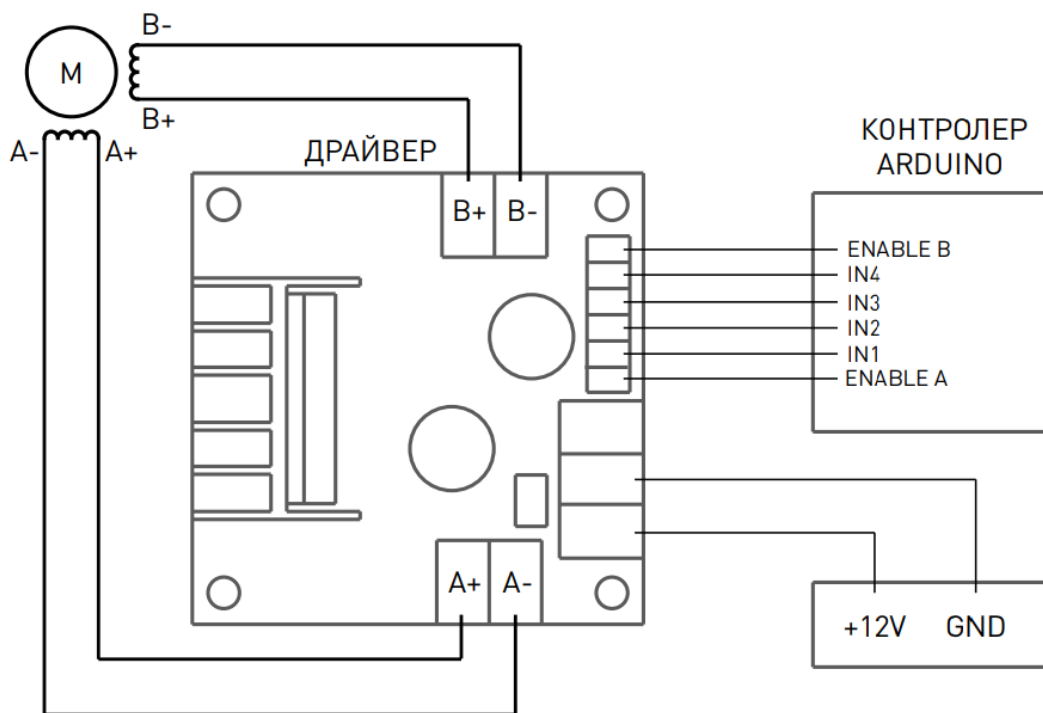 B-
M
B+
A-
A+
ДРАЙВЕР
КОНТРОЛЕР
ARDUINO
B+
B-
ENABLE B
IN4
IN3
IN2
IN1
ENABLE A
A+
A-
+12V
GND